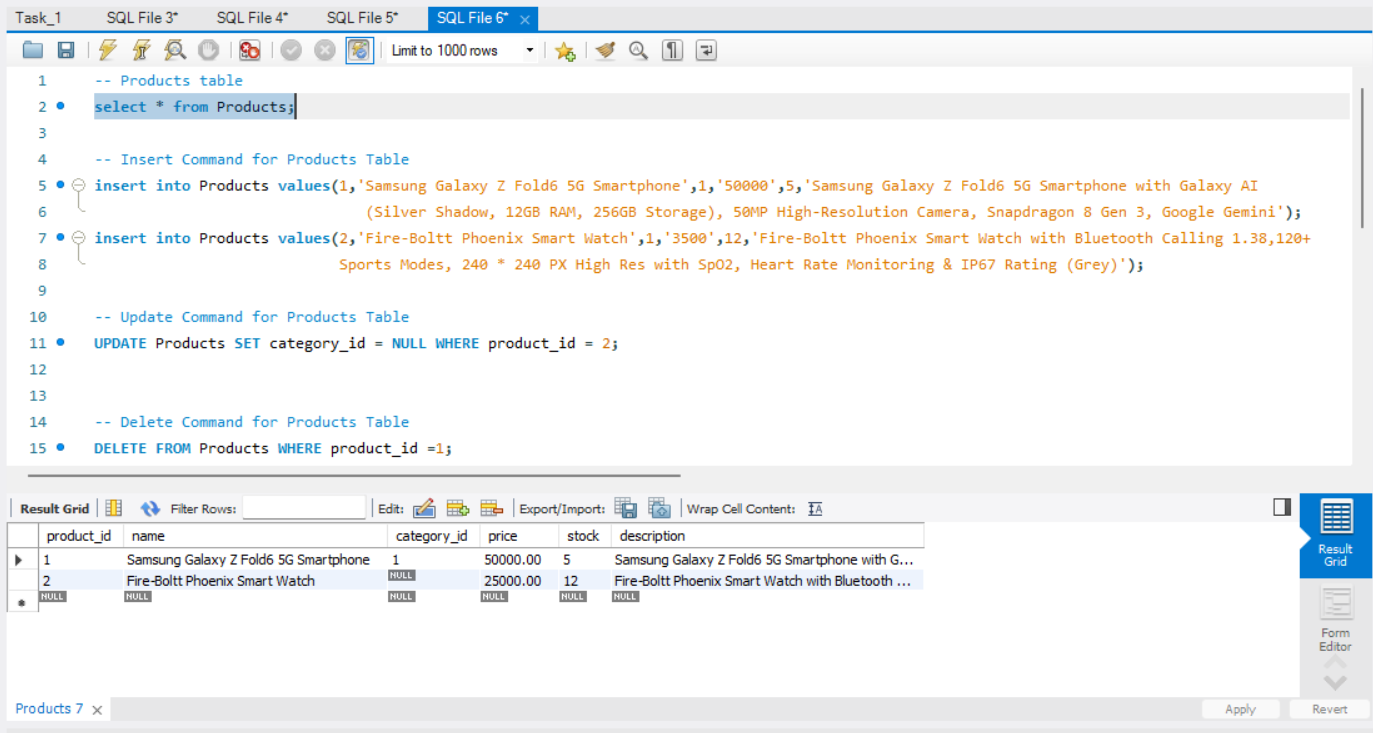 Task_1 SQL File 3* SQL File 4* SQL File 5* SQL File 6*
Limit to 1000 rows
1 -- Products table
2 select * from Products;
3
4 -- Insert Command for Products Table
5 insert into Products values(1,'Samsung Galaxy Z Fold6 5G Smartphone',1,'50000',5,'Samsung Galaxy Z Fold6 5G Smartphone with Galaxy AI
6 (Silver Shadow, 12GB RAM, 256GB Storage), 50MP High-Resolution Camera, Snapdragon 8 Gen 3, Google Gemini');
7 insert into Products values(2,'Fire-Boltt Phoenix Smart Watch',1,'3500',12,'Fire-Boltt Phoenix Smart Watch with Bluetooth Calling 1.38,120+
8 Sports Modes, 240 * 240 PX High Res with SpO2, Heart Rate Monitoring & IP67 Rating (Grey)');
9
10 -- Update Command for Products Table
11 UPDATE Products SET category_id = NULL WHERE product_id = 2;
12
13
14 -- Delete Command for Products Table
15 DELETE FROM Products WHERE product_id =1;
Result Grid Filter Rows: Edit: Export/Import: Wrap Cell Content:
product_id name category_id price stock description
1 Samsung Galaxy Z Fold6 5G Smartphone 1 50000.00 5 Samsung Galaxy Z Fold6 5G Smartphone with G...
2 Fire-Boltt Phoenix Smart Watch NULL 25000.00 12 Fire-Boltt Phoenix Smart Watch with Bluetooth ...
NULL NULL NULL NULL NULL NULL
Result
Grid
Form
Editor
Products 7 Apply Revert